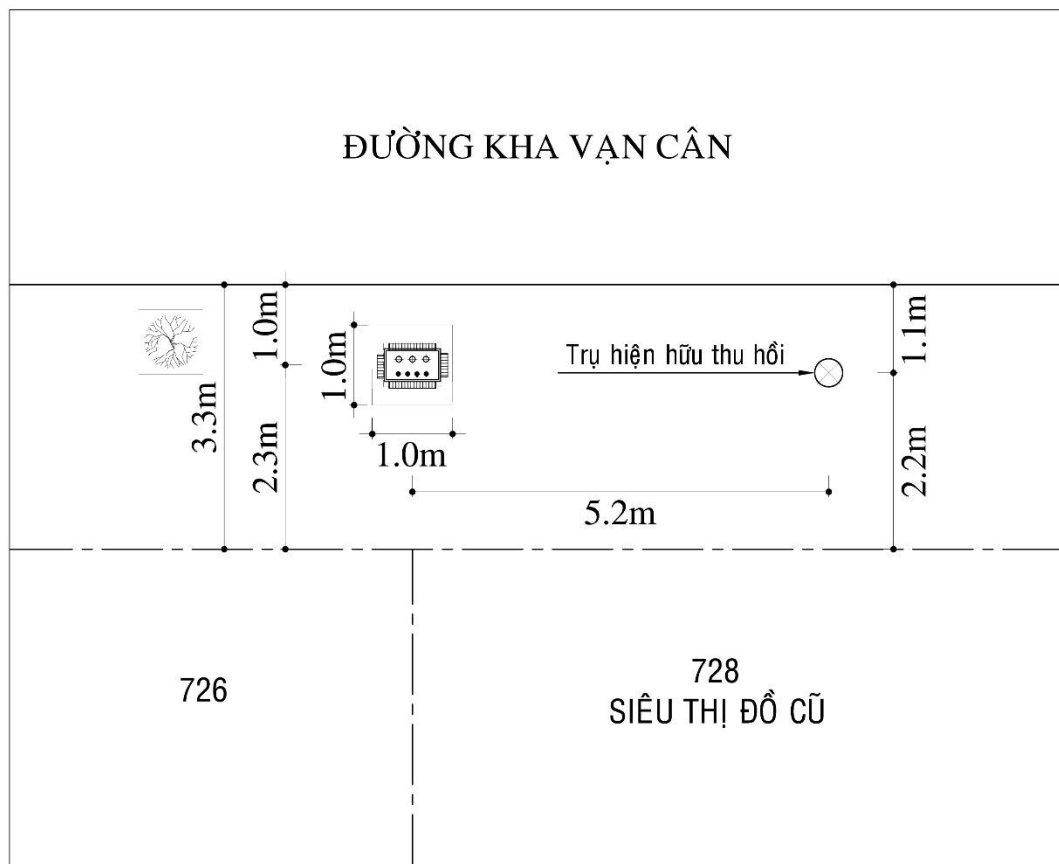 ĐƯỜNG KHA VẠN CÂN
1.0m
1.1m
1.0m
Trụ hiện hữu thu hồi
3.3m
2.3m
1.0m
2.2m
5.2m
726
728
SIÊU THỊ ĐỒ CŨ